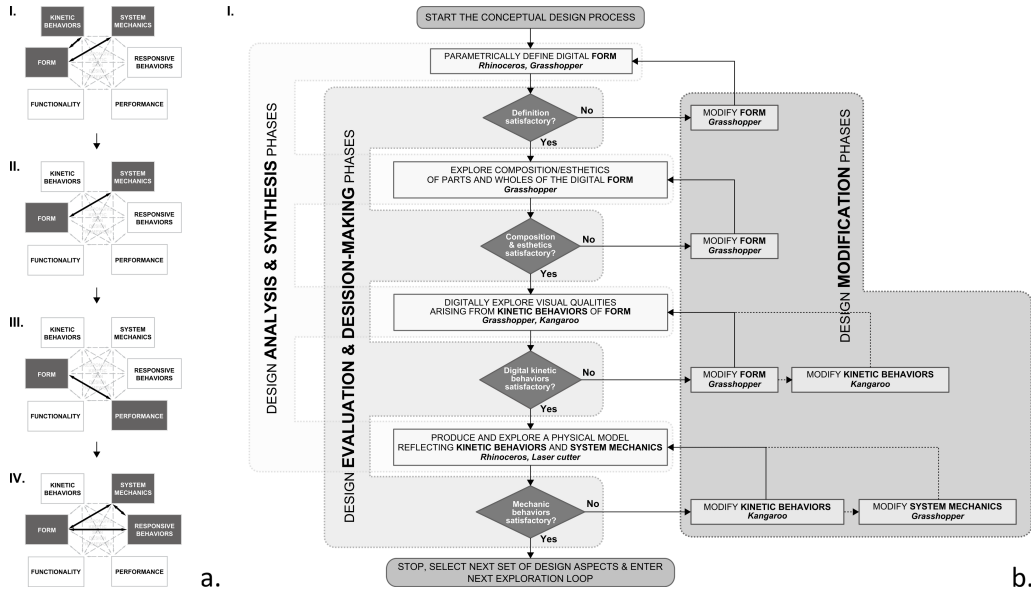 I.
KINETIC
BEHAVIORS
SYSTEM
MECHANICS
FORM
RESPONSIVE
BEHAVIORS
FUNCTIONALITY
PERFORMANCE
II.
KINETIC
BEHAVIORS
SYSTEM
MECHANICS
FORM
RESPONSIVE
BEHAVIORS
FUNCTIONALITY
PERFORMANCE
III.
KINETIC
BEHAVIORS
SYSTEM
MECHANICS
FORM
RESPONSIVE
BEHAVIORS
FUNCTIONALITY
PERFORMANCE
IV.
KINETIC
BEHAVIORS
SYSTEM
MECHANICS
FORM
RESPONSIVE
BEHAVIORS
FUNCTIONALITY
PERFORMANCE
a.
I.
START THE CONCEPTUAL DESIGN PROCESS
PARAMETRICALLY DEFINE DIGITAL FORM
Rhinoceros, Grasshopper
Definition
satisfactory?
No
Yes
MODIFY FORM
Grasshopper
EXPLORE COMPOSITION/ESTHETICS
OF PARTS AND WHOLES OF THE DIGITAL FORM
Grasshopper
Composition
& esthetics
satisfactory?
No
Yes
MODIFY FORM
Grasshopper
DIGITALLY EXPLORE VISUAL QUALITIES
ARISING FROM KINETIC BEHAVIORS OF FORM
Grasshopper, Kangaroo
Digital kinetic
behaviors
satisfactory?
No
Yes
MODIFY FORM
Grasshopper
MODIFY KINETIC BEHAVIORS
Kangaroo
PRODUCE AND EXPLORE A PHYSICAL MODEL
REFLECTING KINETIC BEHAVIORS AND SYSTEM MECHANICS
Rhinoceros, Laser cutter
Mechanic
behaviors
satisfactory?
No
Yes
MODIFY KINETIC BEHAVIORS
Kangaroo
MODIFY SYSTEM MECHANICS
Grasshopper
STOP, SELECT NEXT SET OF DESIGN ASPECTS & ENTER
NEXT EXPLORATION LOOP
DESIGN ANALYSIS & SYNTHESIS PHASES
DESIGN EVALUATION & DESISION-MAKING PHASES
DESIGN MODIFICATION PHASES
b.